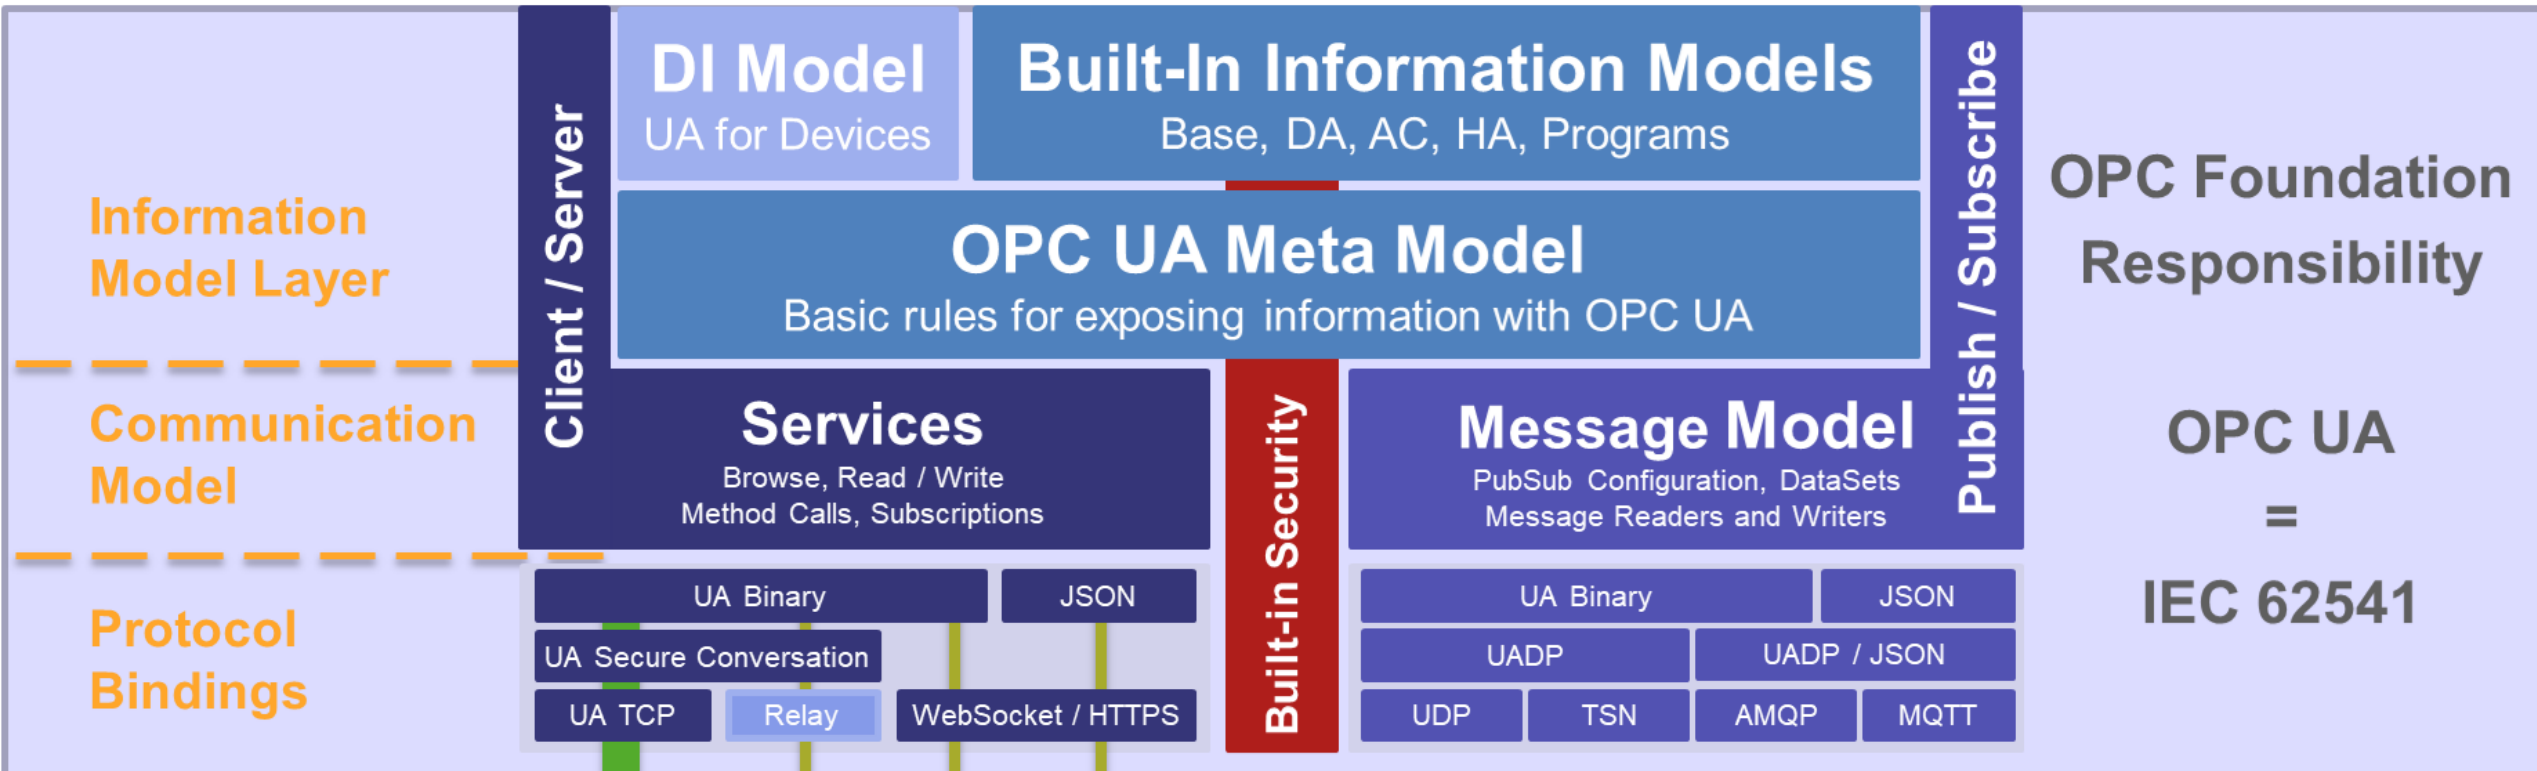 Information
Model Layer
Communication
Model
Protocol
Bindings
Client / Server
DI Model
UA for Devices
Built-In Information Models
Base, DA, AC, HA, Programs
OPC UA Meta Model
Basic rules for exposing information with OPC UA
Services
Browse, Read / Write
Method Calls, Subscriptions
Built-in Security
Message Model
PubSub Configuration, DataSets
Message Readers and Writers
Publish / Subscribe
UA Binary
JSON
UA Secure Conversation
UA TCP
Relay
WebSocket / HTTPS
UA Binary
JSON
UADP
UADP / JSON
UDP
TSN
AMQP
MQTT
OPC Foundation
Responsibility
OPC UA
=
IEC 62541